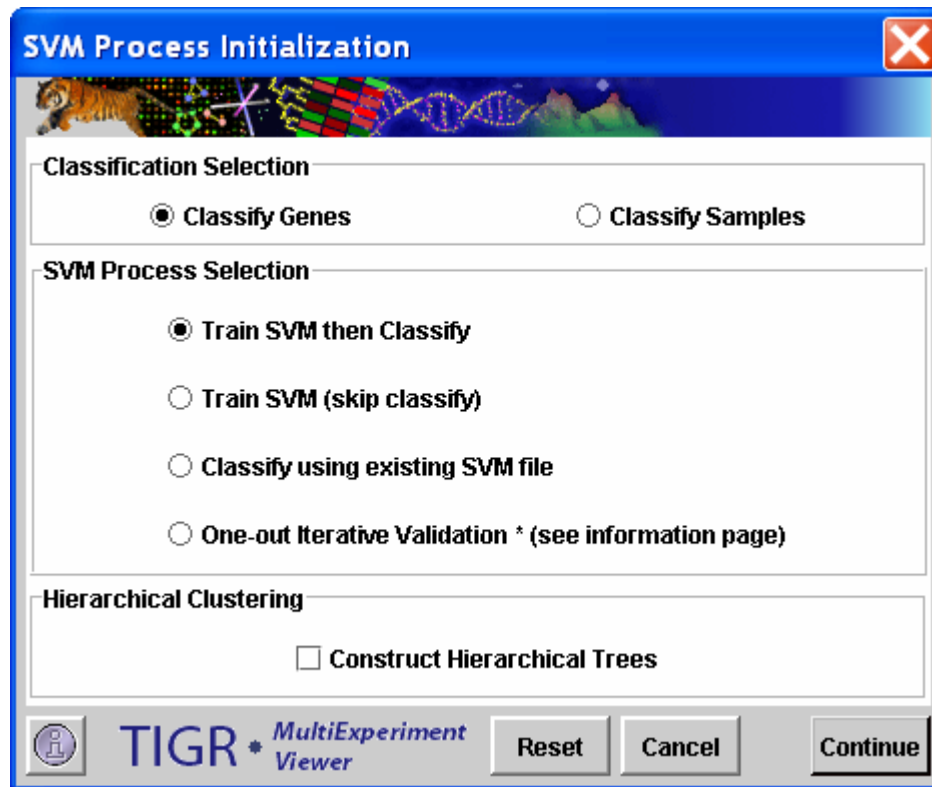 SVM Process Initialization
Classification Selection
Classify Genes
Classify Samples
SVM Process Selection
Train SVM then Classify
Train SVM (skip classify)
Classify using existing SVM file
One-out Iterative Validation * (see information page)
Hierarchical Clustering
Construct Hierarchical Trees
i
TIGR • MultiExperiment
Viewer
Reset
Cancel
Continue